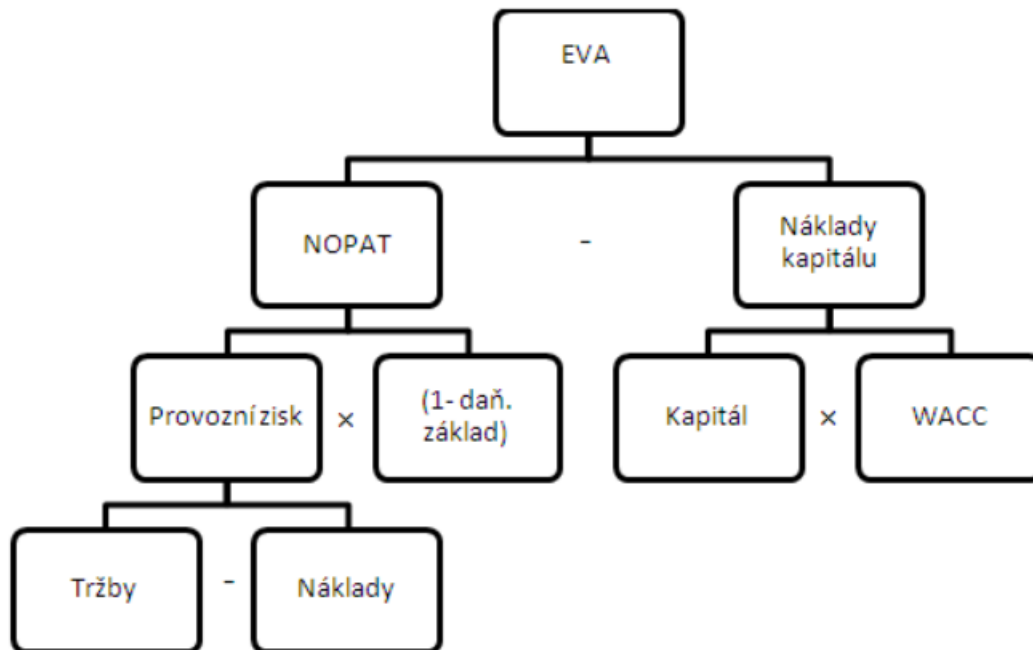 EVA
NOPAT
-
Náklady
kapitálu
Provozní zisk
×
(1- daň.
základ)
Kapitál
×
WACC
Tržby
-
Náklady